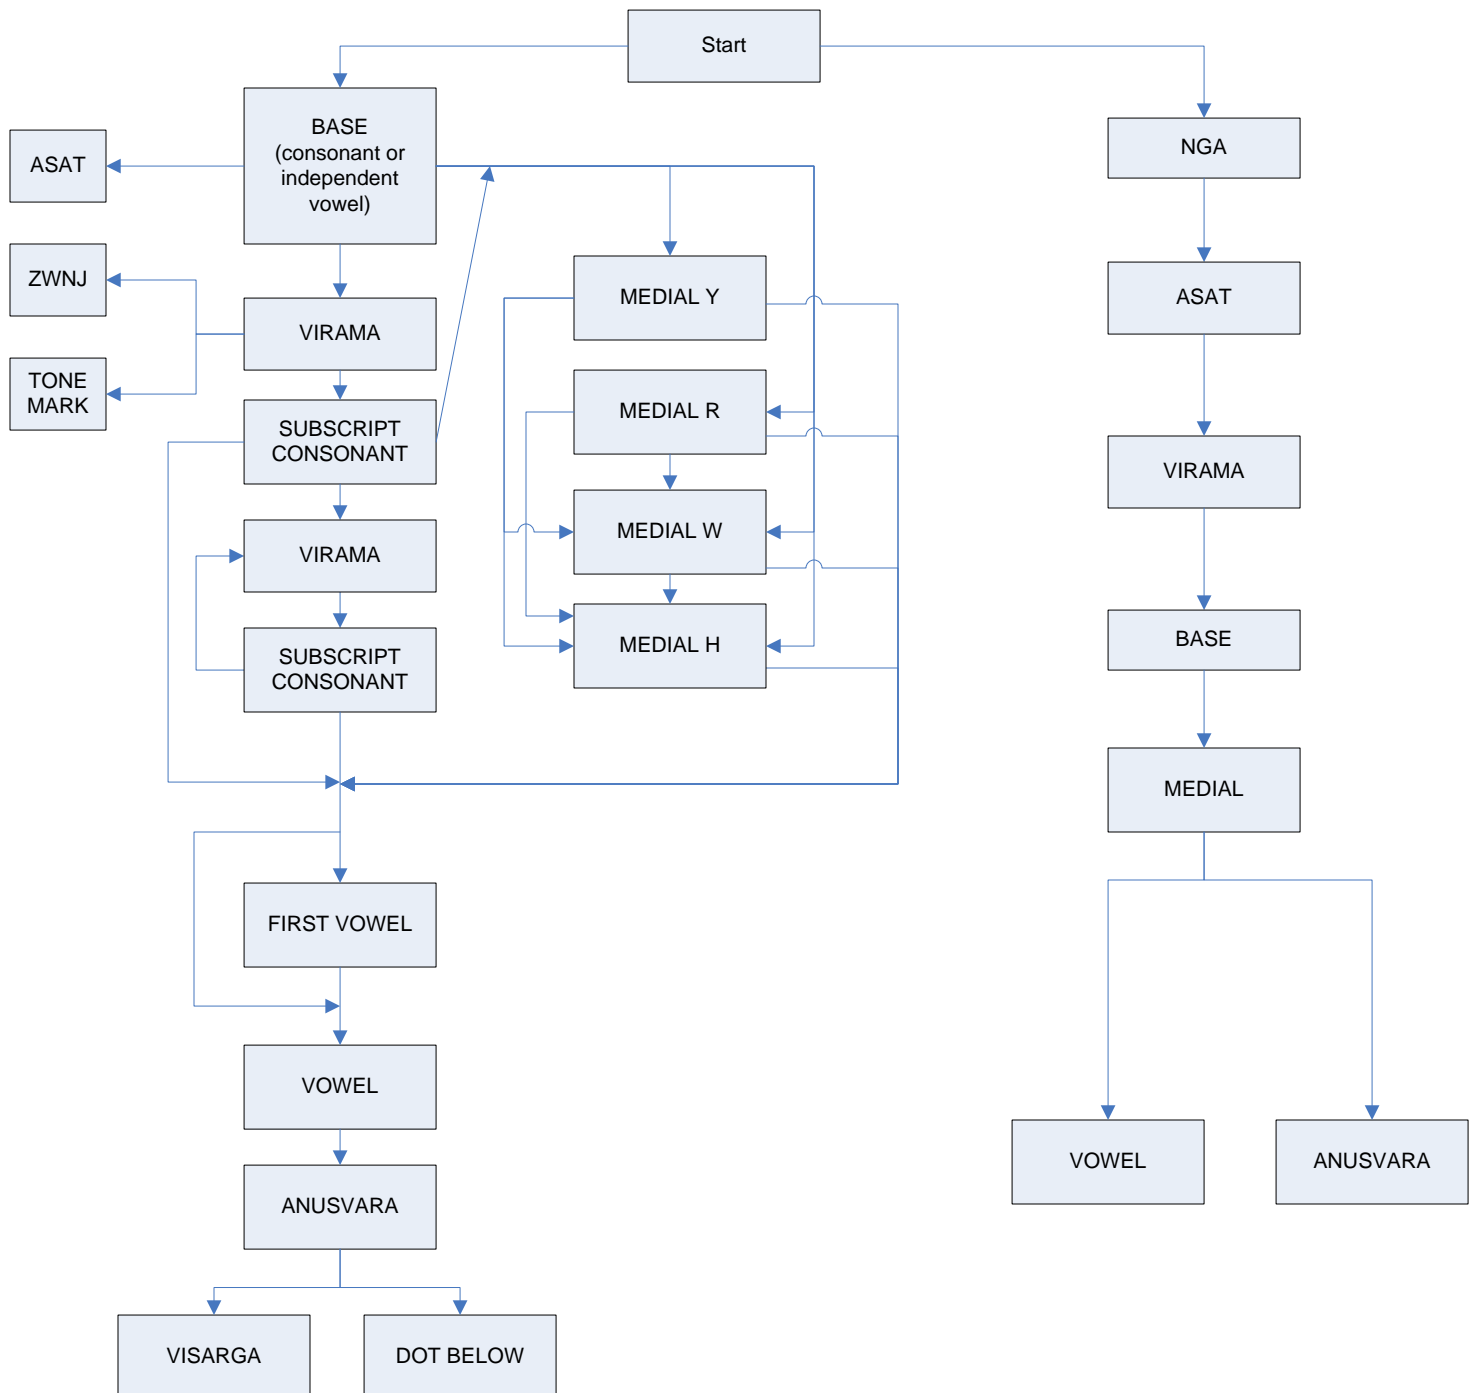 Start
BASE
(consonant or
independent
vowel)
ASAT
ZWNJ
VIRAMA
TONE
MARK
SUBSCRIPT
CONSONANT
VIRAMA
SUBSCRIPT
CONSONANT
MEDIAL Y
MEDIAL R
MEDIAL W
MEDIAL H
FIRST VOWEL
VOWEL
ANUSVARA
VISARGA
DOT BELOW
NGA
ASAT
VIRAMA
BASE
MEDIAL
VOWEL
ANUSVARA